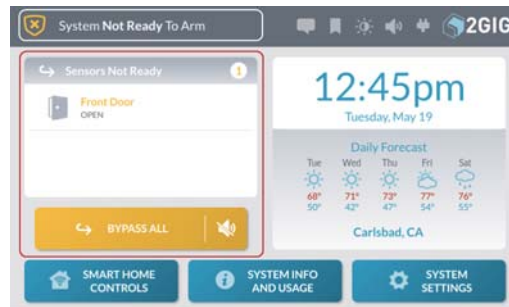 System Not Ready To Arm
2GIG
Sensors Not Ready
1
Front Door
OPEN
BYPASS ALL
12:45pm
Tuesday, May 19
Daily Forecast
Tue Wed Thu Fri Sat
68° 71° 73° 77° 76°
50° 42° 47° 54° 55°
Carlsbad, CA
SMART HOME
CONTROLS
SYSTEM INFO
AND USAGE
SYSTEM
SETTINGS